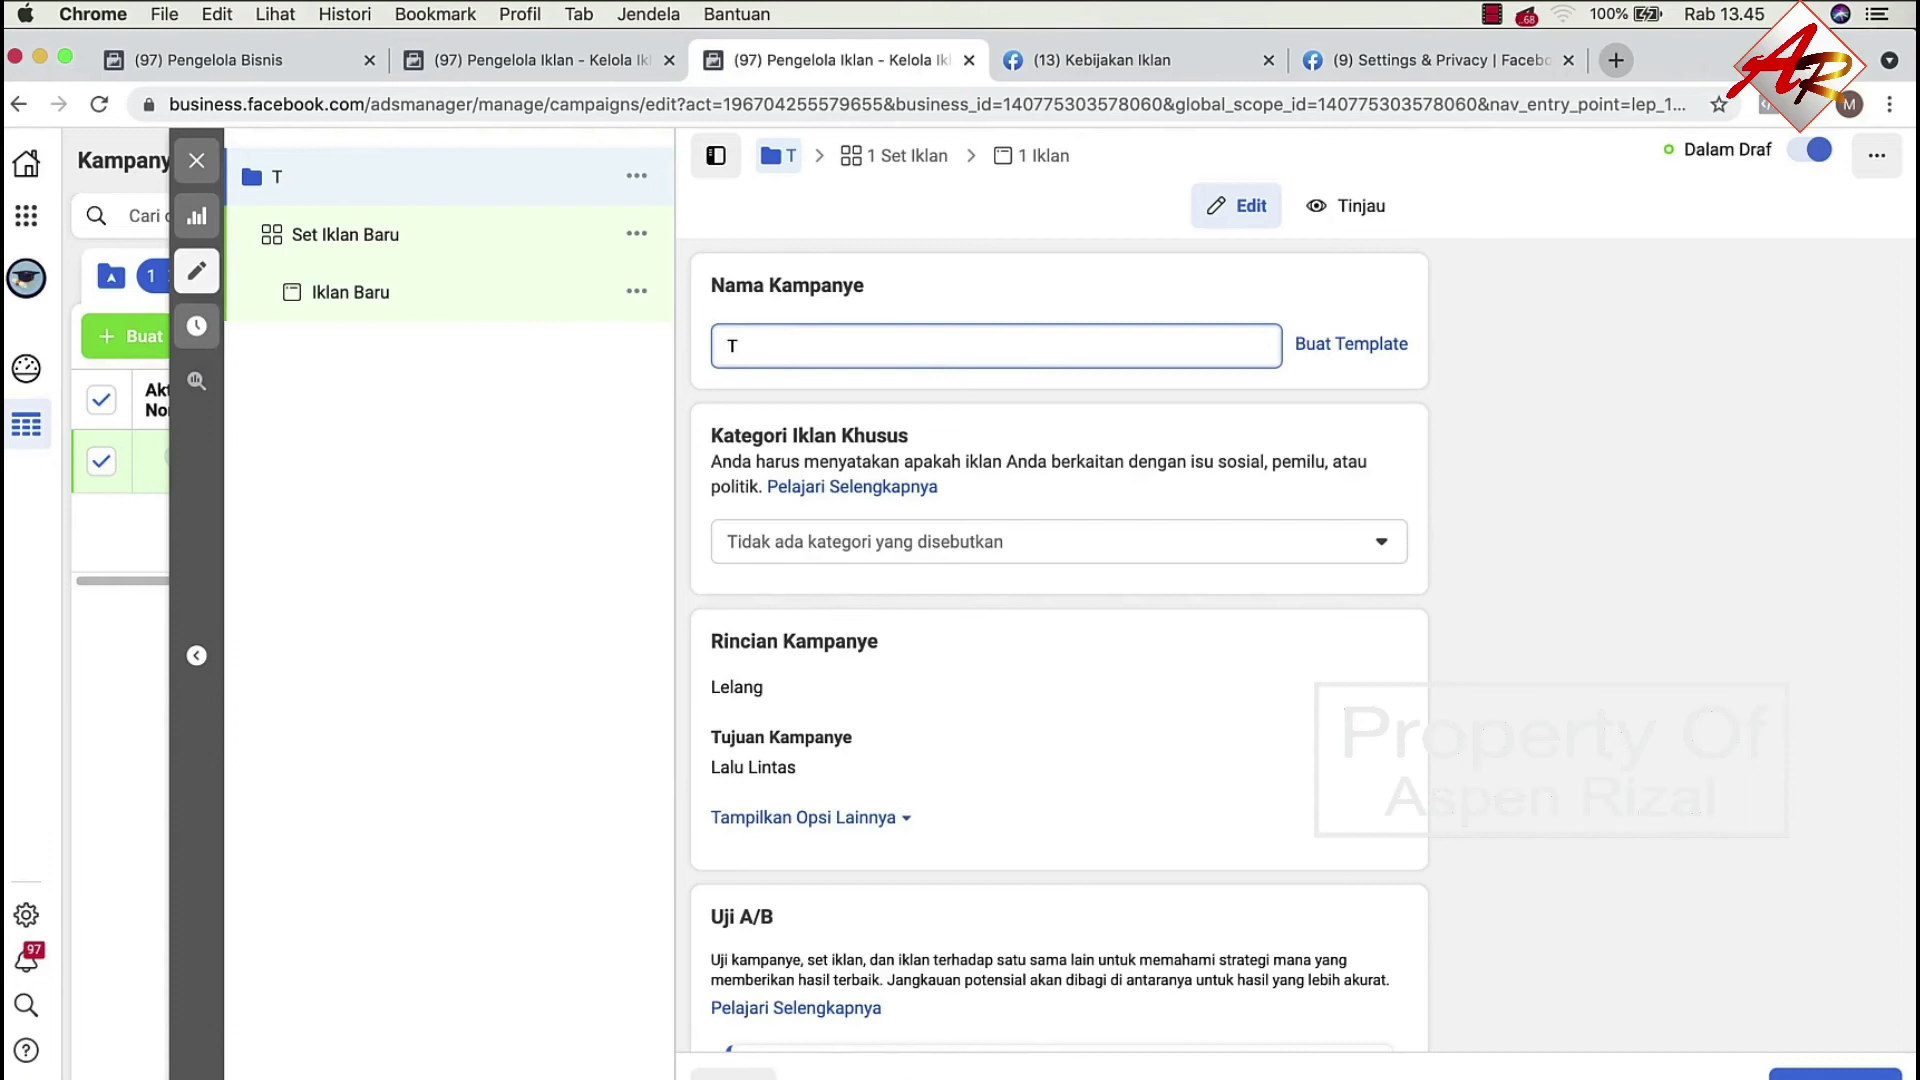 Chrome File Edit Lihat Histori Bookmark Profil Tab Jendela Bantuan 68 100% Rab 13.45
(97) Pengelola Bisnis (97) Pengelola Iklan - Kelola Ikl (97) Pengelola Iklan - Kelola Ikl (13) Kebijakan Iklan (9) Settings & Privacy | Facebo
business.facebook.com/adsmanager/manage/campaigns/edit?act=196704255579655&business_id=140775303578060&global_scope_id=140775303578060&nav_entry_point=lep_1... M
AR
Kampany
Cari c
1
+ Buat
Akt
Non
97
T
Set Iklan Baru
Iklan Baru
T > 1 Set Iklan > 1 Iklan
Dalam Draf
Edit Tinjau
Nama Kampanye
T
Buat Template
Kategori Iklan Khusus
Anda harus menyatakan apakah iklan Anda berkaitan dengan isu sosial, pemilu, atau
politik. Pelajari Selengkapnya
Tidak ada kategori yang disebutkan
Rincian Kampanye
Lelang
Tujuan Kampanye
Lalu Lintas
Tampilkan Opsi Lainnya
Property Of
Aspen Rizal
Uji A/B
Uji kampanye, set iklan, dan iklan terhadap satu sama lain untuk memahami strategi mana yang
memberikan hasil terbaik. Jangkauan potensial akan dibagi di antaranya untuk hasil yang lebih akurat.
Pelajari Selengkapnya